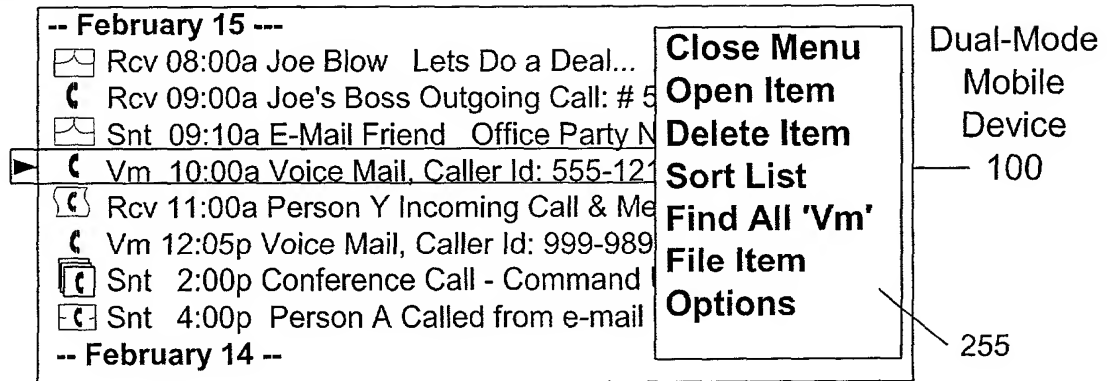 -- February 15 ---
Rcv 08:00a Joe Blow Lets Do a Deal...
Rcv 09:00a Joe's Boss Outgoing Call: # 5
Snt 09:10a E-Mail Friend Office Party N
Vm 10:00a Voice Mail, Caller Id: 555-121
Rcv 11:00a Person Y Incoming Call & Me
Vm 12:05p Voice Mail, Caller Id: 999-989
Snt 2:00p Conference Call - Command
Snt 4:00p Person A Called from e-mail
-- February 14 --
Close Menu
Open Item
Delete Item
Sort List
Find All 'Vm'
File Item
Options
Dual-Mode
Mobile
Device
100
255